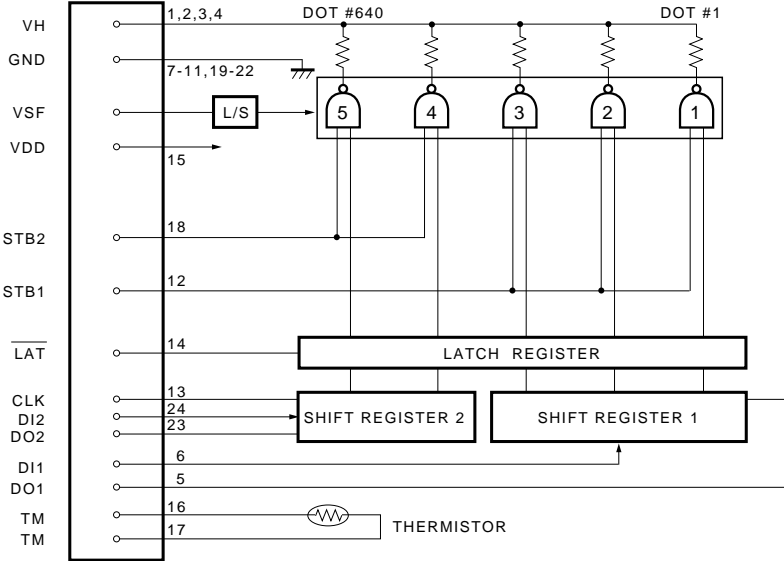 VH 1,2,3,4 DOT #640 DOT #1
GND 7-11,19-22
VSF L/S 5 4 3 2 1
VDD 15
STB2 18
STB1 12
LAT 14 LATCH REGISTER
CLK 13
DI2 24 SHIFT REGISTER 2 SHIFT REGISTER 1
DO2 23
DI1 6
DO1 5
TM 16 THERMISTOR
TM 17